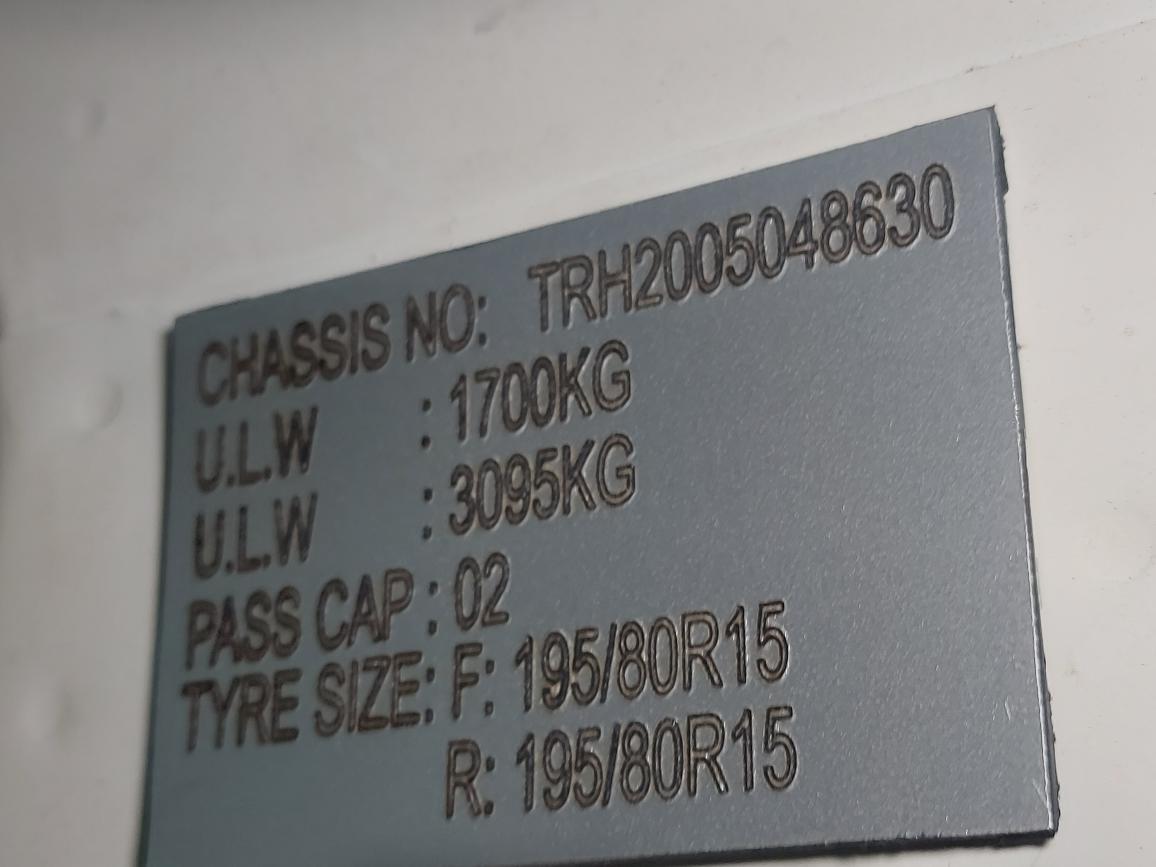 CHASSIS NO: TRH2005048630
U.L.W : 1700KG
U.L.W : 3095KG
PASS CAP : 02
TYRE SIZE: F: 195/80R15
R: 195/80R15